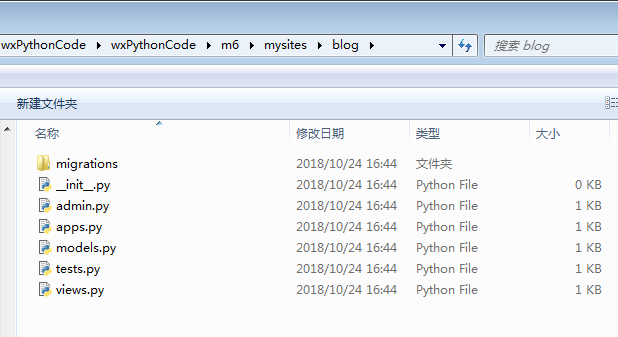 wxPythonCode ▸ wxPythonCode ▸ m6 ▸ mysites ▸ blog ▸ 搜索 blog
新建文件夹
名称 修改日期 类型 大小
migrations 2018/10/24 16:44 文件夹
__init__.py 2018/10/24 16:44 Python File 0 KB
admin.py 2018/10/24 16:44 Python File 1 KB
apps.py 2018/10/24 16:44 Python File 1 KB
models.py 2018/10/24 16:44 Python File 1 KB
tests.py 2018/10/24 16:44 Python File 1 KB
views.py 2018/10/24 16:44 Python File 1 KB